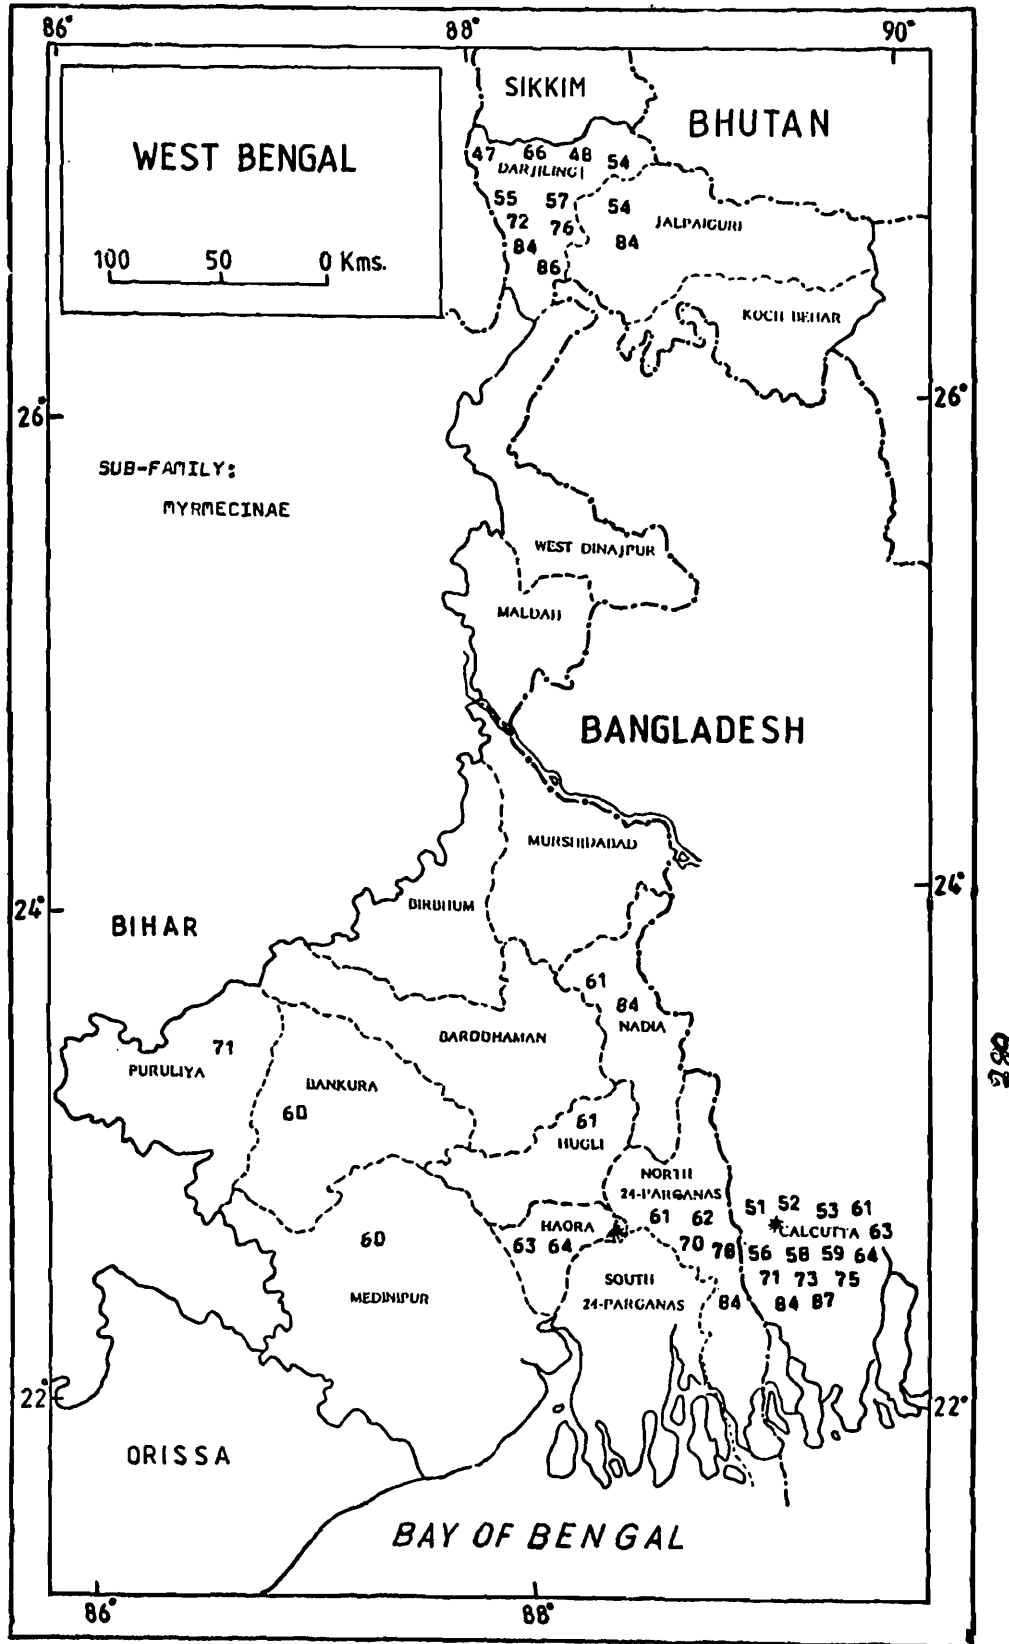 86° 88° 90°
SIKKIM
BHUTAN
WEST BENGAL
100 50 0 Kms.
47 66 48 54
DARJILING
55 57 54
72 76 JALPAIGURI
84 84
86
KOCH BEHAR
26° 26°
SUB-FAMILY:
MYRMECINAE
WEST DINAJPUR
MALDAH
BANGLADESH
MURSHIDABAD
24° 24°
BIRBHUM
BIHAR
61
84
NADIA
BARDDHAMAN
71
PURULIYA
BANKURA
60
61
HUGLI
280
NORTH
24-PARGANAS
51 52 53 61
61 62 CALCUTTA 63
HAORA
63 64
60
70 78 56 58 59 64
SOUTH
24-PARGANAS
71 73 75
84 84 87
MEDINIPUR
22° 22°
ORISSA
BAY OF BENGAL
86° 88°